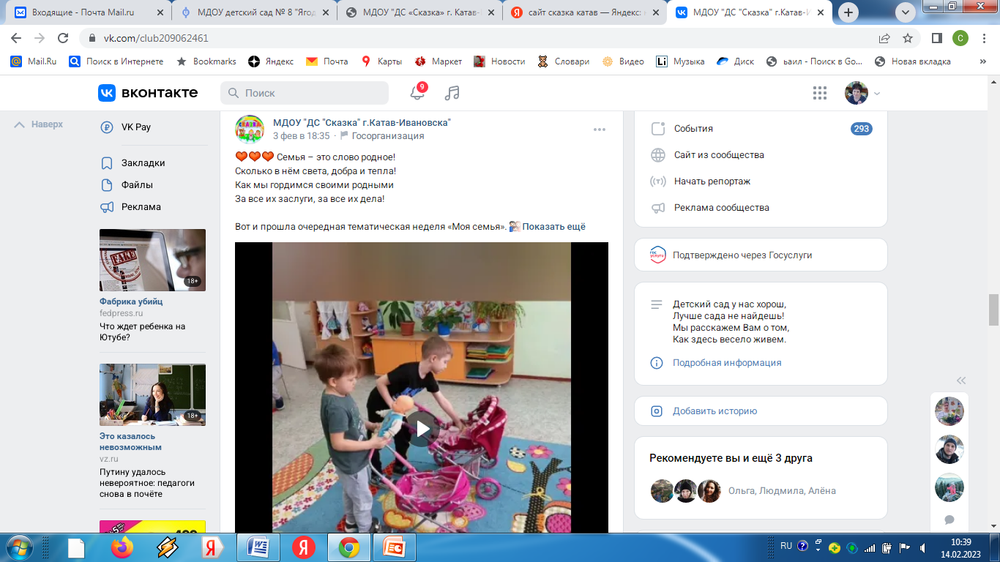 Входящие - Почта Mail.ru
МДОУ детский сад № 8 "Ягод
МДОУ "ДС «Сказка» г. Катав-
сайт сказка катав — Яндекс:
МДОУ "ДС "Сказка" г.Катав-И
vk.com/club209062461
C
Mail.Ru
Поиск в Интернете
Bookmarks
Яндекс
Почта
Карты
Маркет
Новости
Словари
Видео
Музыка
Диск
ьаил - Поиск в Go...
Новая вкладка
»
вконтакте
Поиск
9
Наверх
VK Pay
Закладки
Файлы
Реклама
FAKE
18+
Фабрика убийц
fedpress.ru
Что ждет ребенка на
Ютубе?
18+
Это казалось
невозможным
vz.ru
Путину удалось
невероятное: педагоги
снова в почёте
СКАЗКА
МДОУ "ДС "Сказка" г.Катав-Ивановска"
3 фев в 18:35 · Госорганизация
Семья – это слово родное!
Сколько в нём света, добра и тепла!
Как мы гордимся своими родными
За все их заслуги, за все их дела!
Вот и прошла очередная тематическая неделя «Моя семья». Показать ещё
События
293
Сайт из сообщества
Начать репортаж
Реклама сообщества
гос услуги
Подтверждено через Госуслуги
Детский сад у нас хорош,
Лучше сада не найдешь!
Мы расскажем Вам о том,
Как здесь весело живем.
Подробная информация
Добавить историю
Рекомендуете вы и ещё 3 друга
Ольга, Людмила, Алёна
RU
10:39
14.02.2023